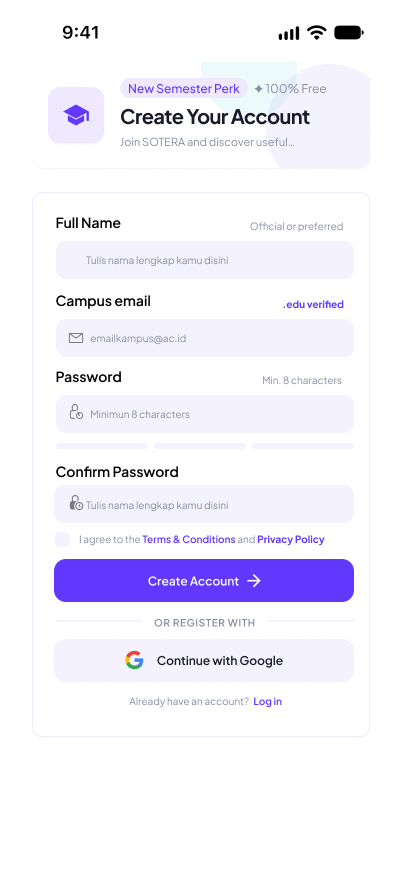 9:41
New Semester Perk ✦ 100% Free
Create Your Account
Join SOTERA and discover useful...
Full Name Official or preferred
Tulis nama lengkap kamu disini
Campus email .edu verified
emailkampus@ac.id
Password Min. 8 characters
Minimun 8 characters
Confirm Password
Tulis nama lengkap kamu disini
I agree to the Terms & Conditions and Privacy Policy
Create Account →
OR REGISTER WITH
Continue with Google
Already have an account? Log in